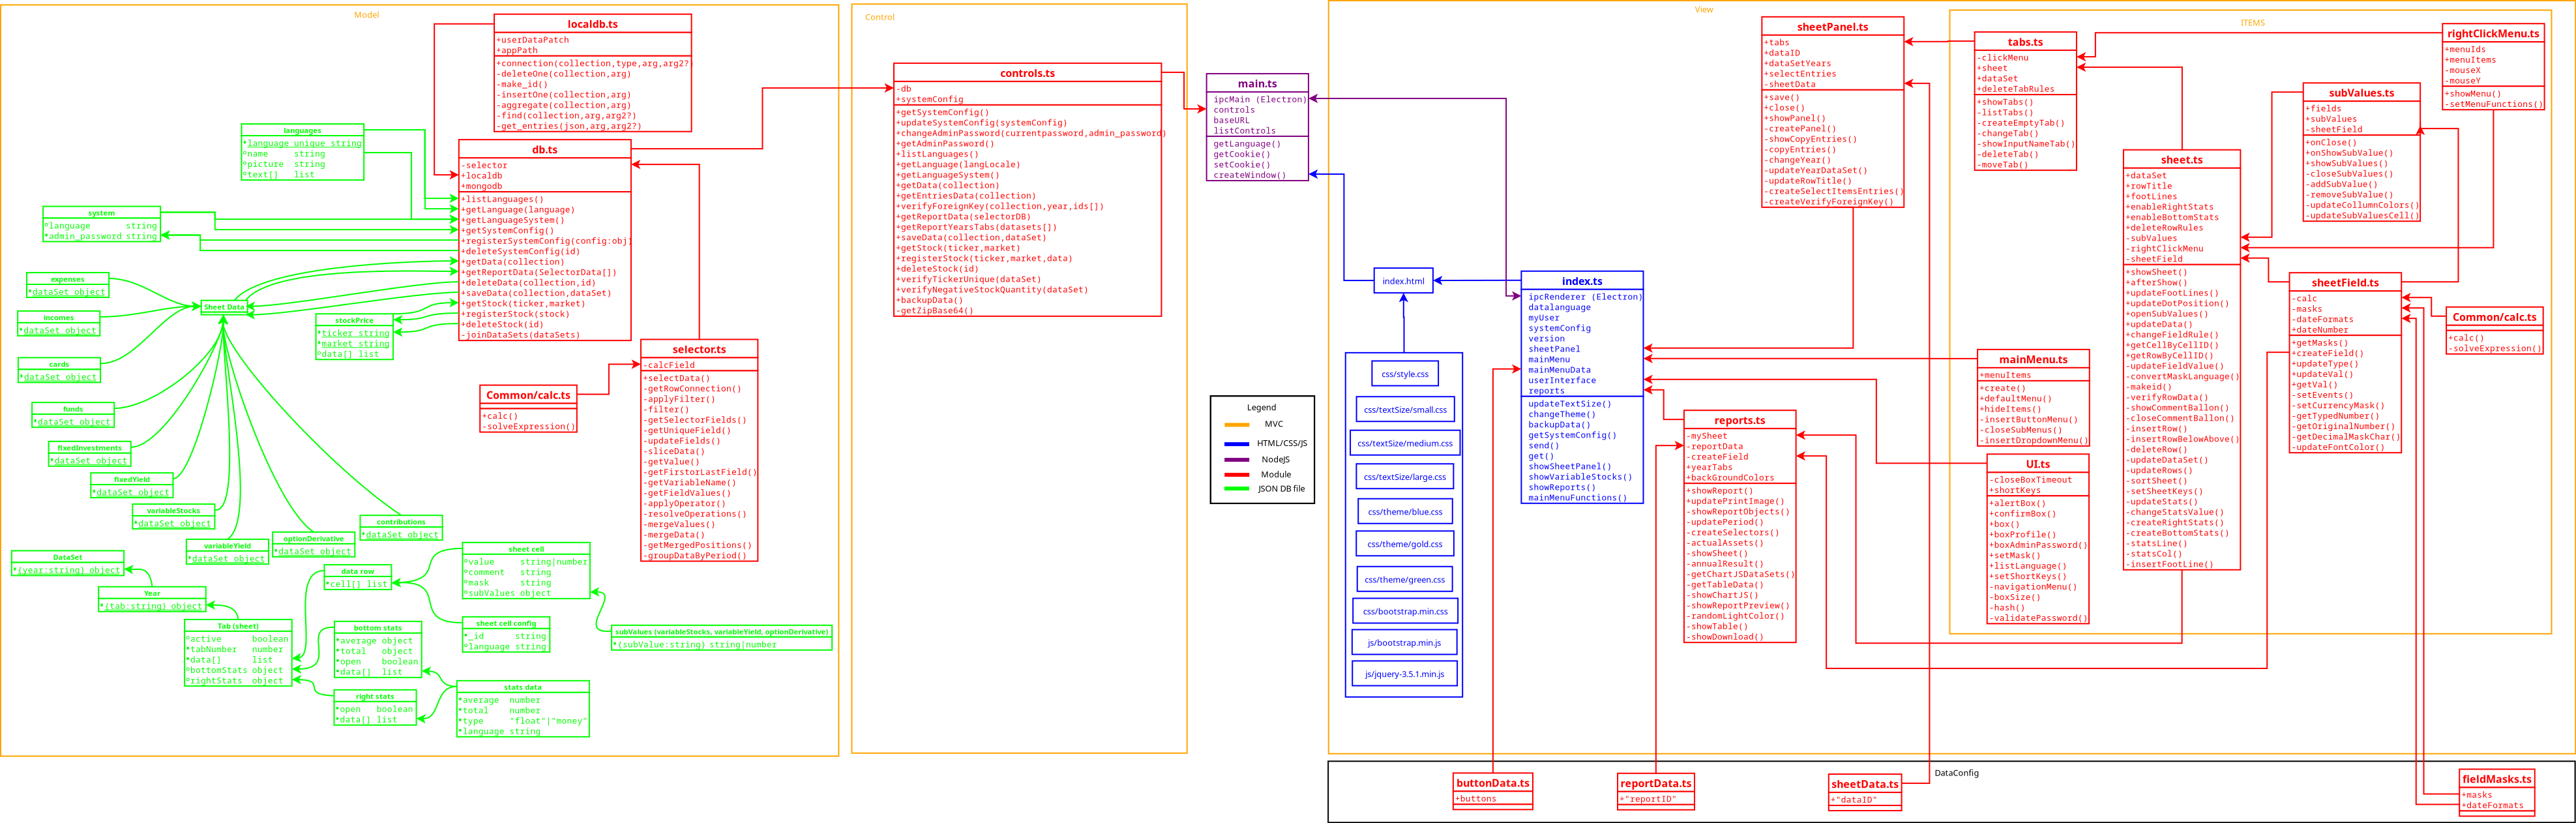 Model
localdb.ts
+userDataPatch
+appPath
+connection(collection,type,arg,arg2?)
-deleteOne(collection,arg)
-make_id()
-insertOne(collection,arg)
-aggregate(collection,arg)
-find(collection,arg,arg2?)
-get_entries(json,arg,arg2?)
languages
*language_unique string
ºname string
ºpicture string
ºtext[] list
system
ºlanguage string
*admin_password string
db.ts
-selector
+localdb
+mongodb
+listLanguages()
+getLanguage(language)
+getLanguageSystem()
+getSystemConfig()
+registerSystemConfig(config:obj)
+deleteSystemConfig(id)
+getData(collection)
+getReportData(SelectorData[])
+deleteData(collection,id)
+saveData(collection,dataSet)
+getStock(ticker,market)
+registerStock(stock)
+deleteStock(id)
-joinDataSets(dataSets)
expenses
*dataSet object
incomes
*dataSet object
cards
*dataSet object
funds
*dataSet object
fixedInvestments
*dataSet object
fixedYield
*dataSet object
variableStocks
*dataSet object
variableYield
*dataSet object
optionDerivative
*dataSet object
contributions
*dataSet object
Sheet Data
stockPrice
*ticker string
*market string
ºdata[] list
Common/calc.ts
+calc()
-solveExpression()
selector.ts
-calcField
+selectData()
-getRowConnection()
-applyFilter()
-filter()
-getSelectorFields()
-getUniqueField()
-updateFields()
-sliceData()
-getValue()
-getFirstorLastField()
-getVariableName()
-getFieldValues()
-applyOperator()
-resolveOperations()
-mergeValues()
-mergeData()
-getMergedPositions()
-groupDataByPeriod()
DataSet
*{year:string} object
Year
*{tab:string} object
Tab (sheet)
ºactive boolean
*tabNumber number
*data[] list
ºbottomStats object
ºrightStats object
data row
*cell[] list
bottom stats
*average object
*total object
*open boolean
*data[] list
right stats
*open boolean
*data[] list
sheet cell
ºvalue string|number
ºcomment string
ºmask string
ºsubValues object
sheet cell config
*_id string
ºlanguage string
subValues (variableStocks, variableYield, optionDerivative)
*{subValue:string} string|number
stats data
*average number
*total number
*type "float"|"money"
*language string
Control
controls.ts
-db
+systemConfig
+getSystemConfig()
+updateSystemConfig(systemConfig)
+changeAdminPassword(currentpassword,admin_password)
+getAdminPassword()
+listLanguages()
+getLanguage(langLocale)
+getLanguageSystem()
+getData(collection)
+getEntriesData(collection)
+verifyForeignKey(collection,year,ids[])
+getReportData(selectorDB)
+getReportYearsTabs(datasets[])
+saveData(collection,dataSet)
+getStock(ticker,market)
+registerStock(ticker,market,data)
+deleteStock(id)
+verifyTickerUnique(dataSet)
+verifyNegativeStockQuantity(dataSet)
+backupData()
-getZipBase64()
main.ts
ipcMain (Electron)
controls
baseURL
listControls
getLanguage()
getCookie()
setCookie()
createWindow()
Legend
MVC
HTML/CSS/JS
NodeJS
Module
JSON DB file
View
index.html
css/style.css
css/textSize/small.css
css/textSize/medium.css
css/textSize/large.css
css/theme/blue.css
css/theme/gold.css
css/theme/green.css
css/bootstrap.min.css
js/bootstrap.min.js
js/jquery-3.5.1.min.js
index.ts
ipcRenderer (Electron)
datalanguage
myUser
systemConfig
version
sheetPanel
mainMenu
mainMenuData
userInterface
reports
updateTextSize()
changeTheme()
backupData()
getSystemConfig()
send()
get()
showSheetPanel()
showVariableStocks()
showReports()
mainMenuFunctions()
sheetPanel.ts
+tabs
+dataID
+dataSetYears
+selectEntries
-sheetData
+save()
+close()
+showPanel()
-createPanel()
-showCopyEntries()
-copyEntries()
-changeYear()
-updateYearDataSet()
-updateRowTitle()
-createSelectItemsEntries()
-createVerifyForeignKey()
reports.ts
-mySheet
-reportData
-createField
+yearTabs
+backGroundColors
+showReport()
+updatePrintImage()
-showReportObjects()
-updatePeriod()
-createSelectors()
-actualAssets()
-showSheet()
-annualResult()
-getChartJSDataSets()
-getTableData()
-showChartJS()
-showReportPreview()
-randomLightColor()
-showTable()
-showDownload()
ITEMS
tabs.ts
-clickMenu
+sheet
+dataSet
+deleteTabRules
+showTabs()
-listTabs()
-createEmptyTab()
-changeTab()
-showInputNameTab()
-deleteTab()
-moveTab()
mainMenu.ts
+menuItems
+create()
-defaultMenu()
+hideItems()
-insertButtonMenu()
-closeSubMenus()
-insertDropdownMenu()
UI.ts
-closeBoxTimeout
+shortKeys
+alertBox()
+confirmBox()
+box()
+boxProfile()
+boxAdminPassword()
+setMask()
+listLanguage()
+setShortKeys()
-navigationMenu()
-boxSize()
-hash()
-validatePassword()
sheet.ts
+dataSet
+rowTitle
+footLines
+enableRightStats
+enableBottomStats
+deleteRowRules
-subValues
-rightClickMenu
-sheetField
+showSheet()
+afterShow()
+updateFootLines()
+updateDotPosition()
+openSubValues()
+updateData()
+changeFieldRule()
+getCellByCellID()
+getRowByCellID()
-updateFieldValue()
-convertMaskLanguage()
-makeid()
-verifyRowData()
-showCommentBallon()
-closeCommentBallon()
-insertRow()
-insertRowBelowAbove()
-deleteRow()
-updateDataSet()
-updateRows()
-sortSheet()
-setSheetKeys()
-updateStats()
-changeStatsValue()
-createRightStats()
-createBottomStats()
-statsLine()
-statsCol()
-insertFootLine()
subValues.ts
+fields
+subValues
-sheetField
+onClose()
+onShowSubValue()
+showSubValues()
-closeSubValues()
-addSubValue()
-removeSubValue()
-updateCollumnColors()
-updateSubValuesCell()
rightClickMenu.ts
+menuIds
+menuItems
-mouseX
-mouseY
+showMenu()
-setMenuFunctions()
sheetField.ts
-calc
-masks
-dateFormats
+dateNumber
+getMasks()
+createField()
+updateType()
+updateVal()
+getVal()
-setEvents()
-setCurrencyMask()
-getTypedNumber()
-getOriginalNumber()
-getDecimalMaskChar()
-updateFontColor()
Common/calc.ts
+calc()
-solveExpression()
DataConfig
buttonData.ts
+buttons
reportData.ts
+"reportID"
sheetData.ts
+"dataID"
fieldMasks.ts
+masks
+dateFormats